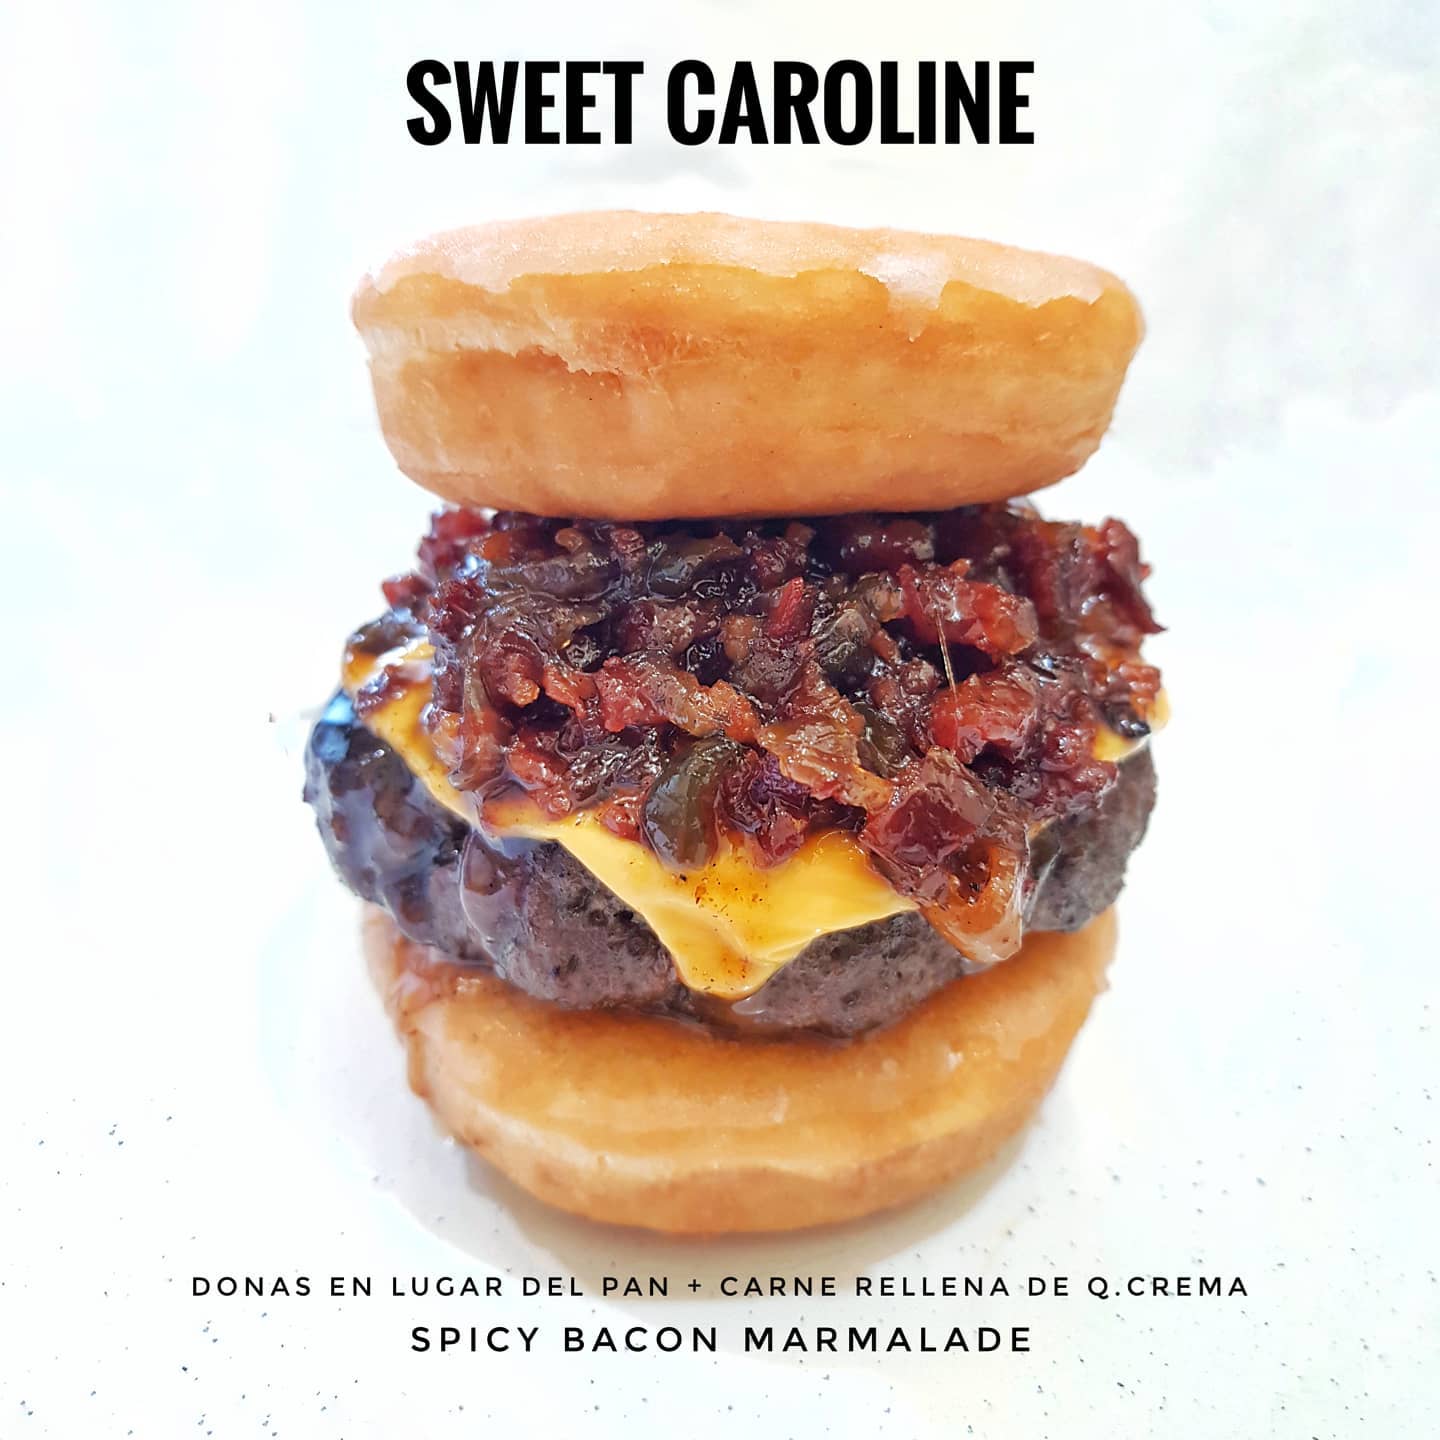 SWEET CAROLINE
DONAS EN LUGAR DEL PAN + CARNE RELLENA DE Q.CREMA
SPICY BACON MARMALADE